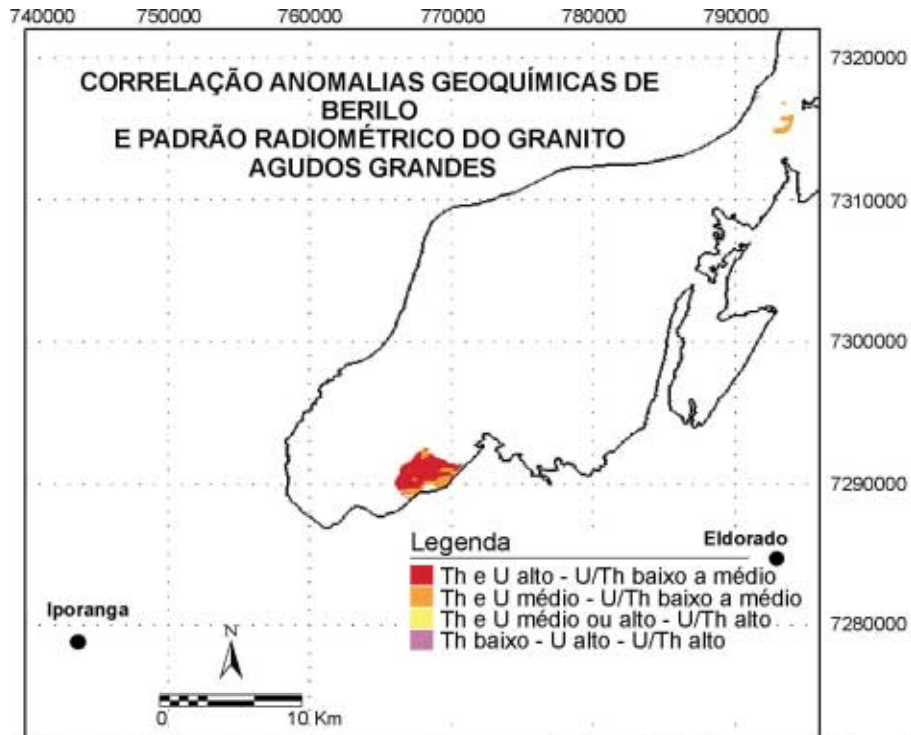 740000 750000 760000 770000 780000 790000
CORRELAÇÃO ANOMALIAS GEOQUÍMICAS DE
BERILO
E PADRÃO RADIOMÉTRICO DO GRANITO
AGUDOS GRANDES
7320000
7310000
7300000
7290000
7280000
Legenda
Th e U alto - U/Th baixo a médio
Th e U médio - U/Th baixo a médio
Th e U médio ou alto - U/Th alto
Th baixo - U alto - U/Th alto
Eldorado
Iporanga
N
0 10 Km